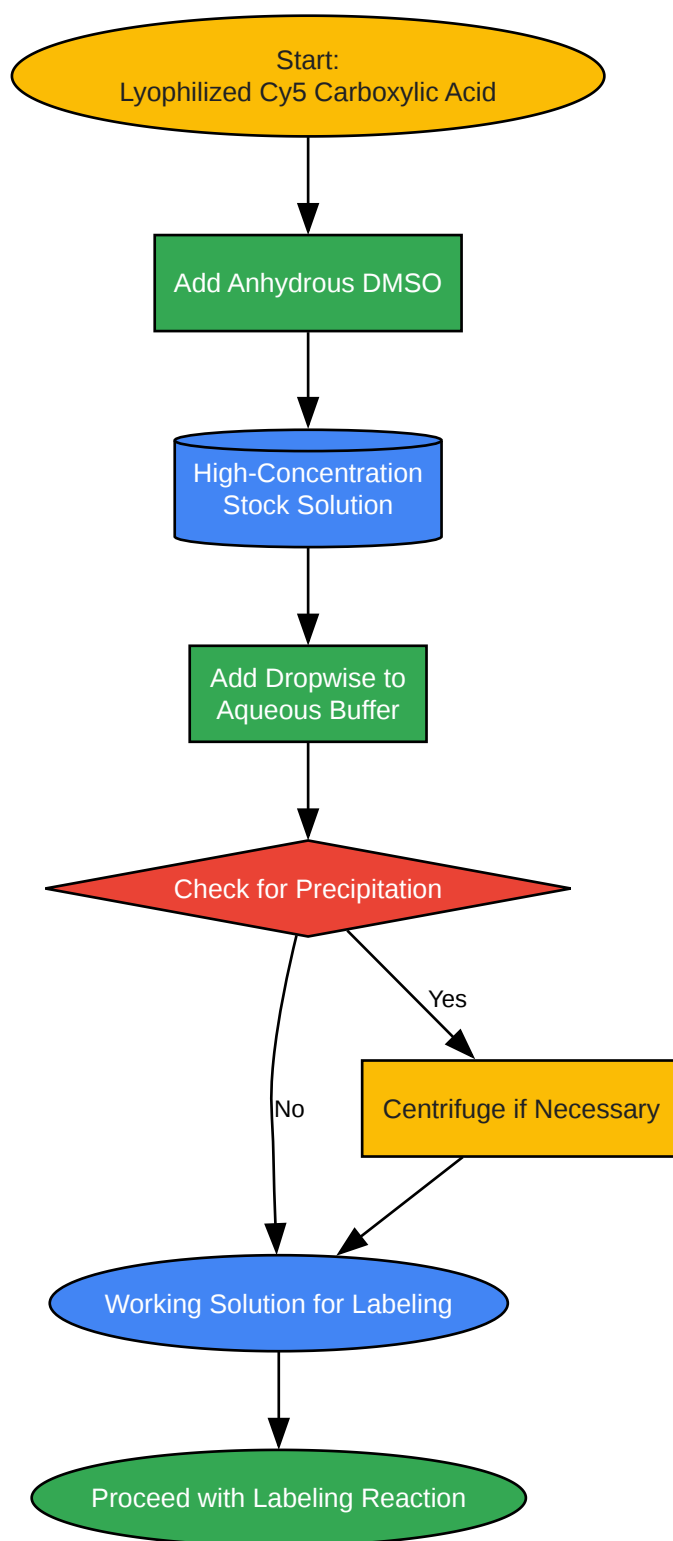 Start:
Lyophilized Cy5 Carboxylic Acid
Add Anhydrous DMSO
High-Concentration
Stock Solution
Add Dropwise to
Aqueous Buffer
Check for Precipitation
Yes
Centrifuge if Necessary
No
Working Solution for Labeling
Proceed with Labeling Reaction